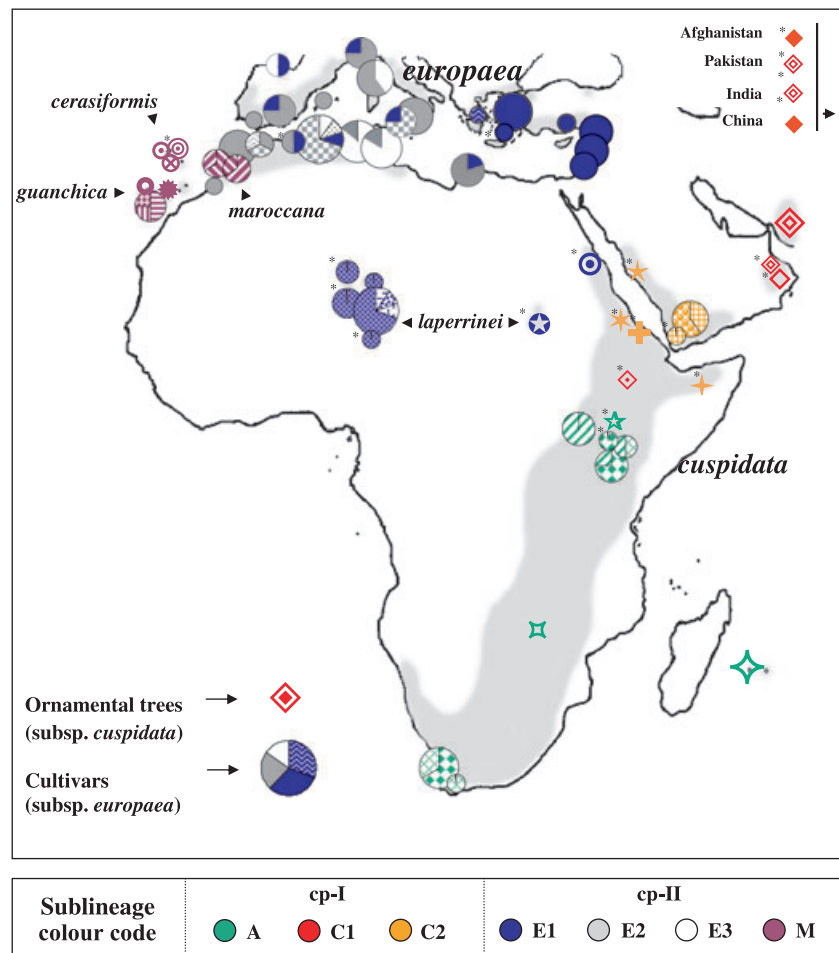 Afghanistan *
Pakistan *
*
India
*
China
europaea
cerasiformis
guanchica
maroccana
laperrinei
cuspidata
Ornamental trees
(subsp. cuspidata)
Cultivars
(subsp. europaea)
Sublineage
colour code
cp-I
A C1 C2
cp-II
E1 E2 E3 M